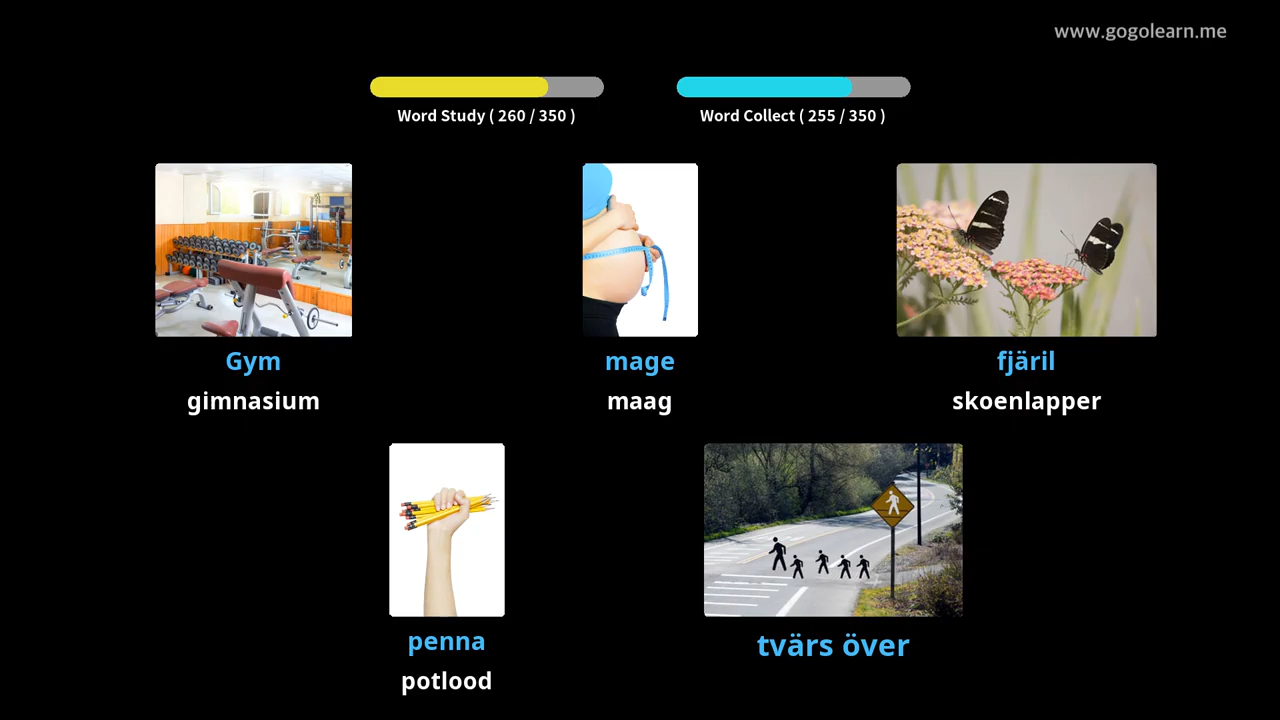 www.gogolearn.me
Word Study ( 260 / 350 )
Word Collect ( 255 / 350 )
Gym
gimnasium
mage
maag
fjäril
skoenlapper
penna
potlood
tvärs över